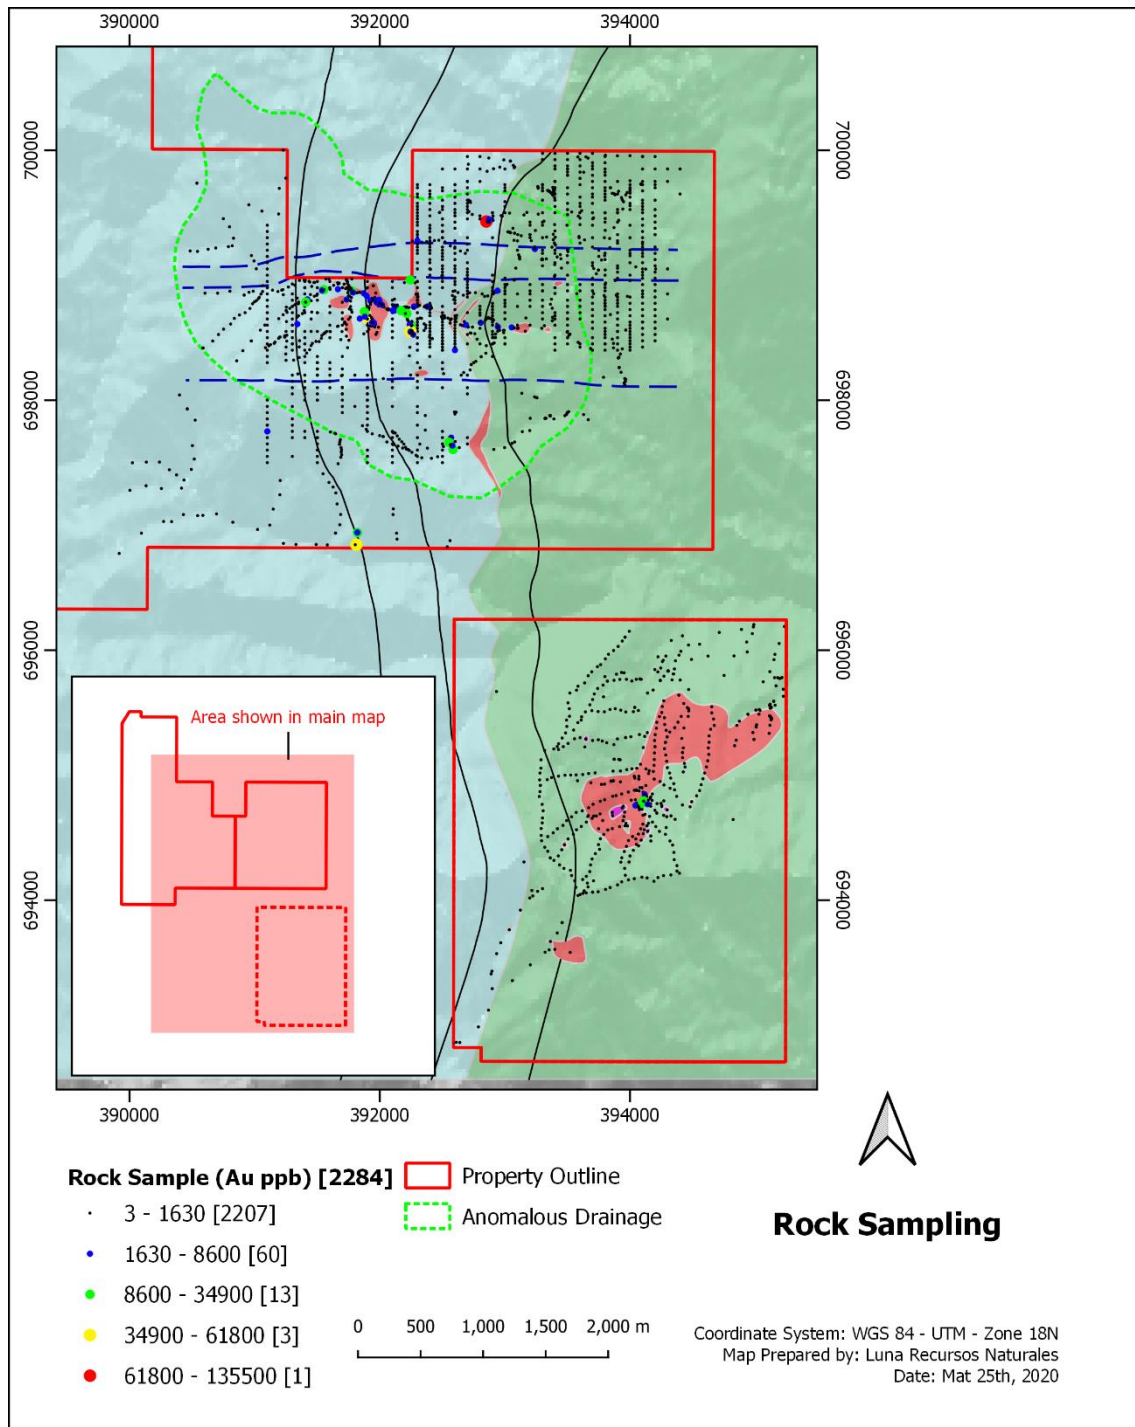 390000 392000 394000
700000 700000
698000 698000
696000 696000
694000 694000
Area shown in main map
390000 392000 394000
Rock Sample (Au ppb) [2284]
3 - 1630 [2207]
1630 - 8600 [60]
8600 - 34900 [13]
34900 - 61800 [3]
61800 - 135500 [1]
Property Outline
Anomalous Drainage
0 500 1,000 1,500 2,000 m
Rock Sampling
Coordinate System: WGS 84 - UTM - Zone 18N
Map Prepared by: Luna Recursos Naturales
Date: Mat 25th, 2020